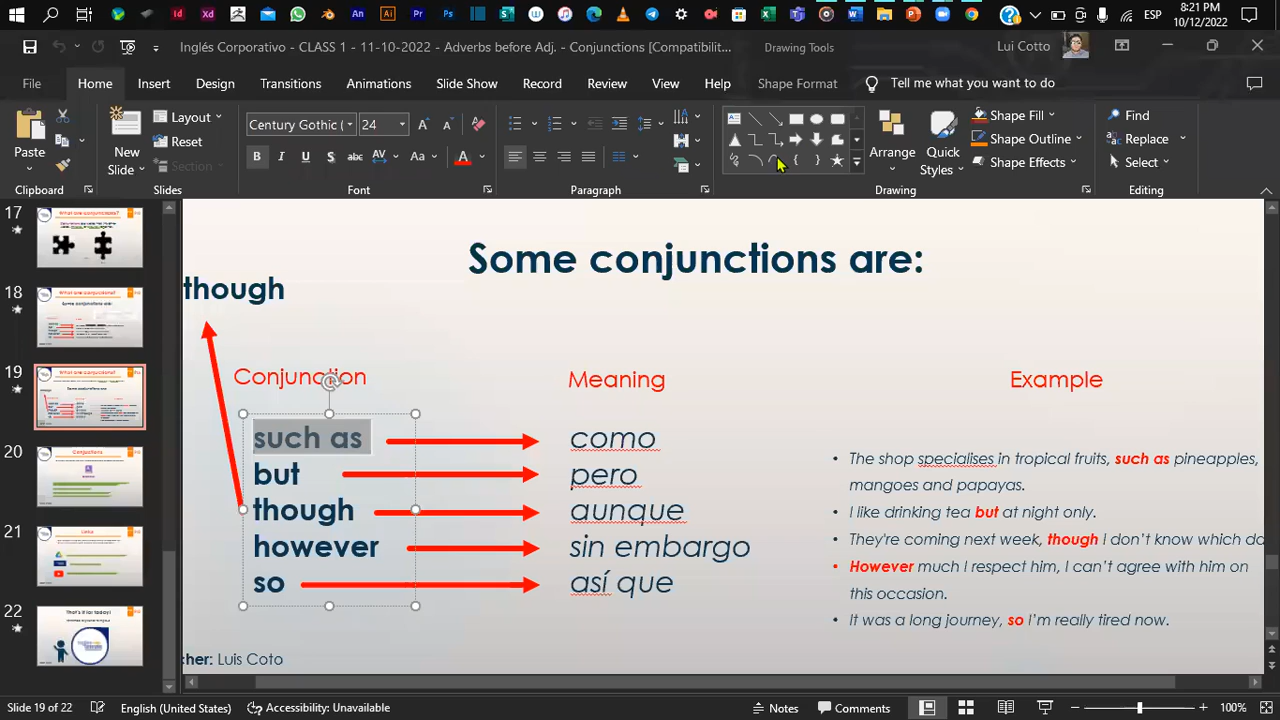 8:21 PM
ESP
10/12/2022
Inglés Corporativo - CLASS 1 - 11-10-2022 - Adverbs before Adj. - Conjunctions [Compatibilit...
Drawing Tools
Lui Cotto
File Home Insert Design Transitions Animations Slide Show Record Review View Help Shape Format Tell me what you want to do
Paste
New Slide
Layout
Reset
Section
Century Gothic (
24
Arrange
Quick Styles
Shape Fill
Shape Outline
Shape Effects
Find
Replace
Select
Clipboard Slides Font Paragraph Drawing Editing
17
18
19
20
21
22
Some conjunctions are:
though
Conjunction Meaning Example
such as como
but pero
though aunque
however sin embargo
so así que
• The shop specialises in tropical fruits, such as pineapples,
mangoes and papayas.
• I like drinking tea but at night only.
• They're coming next week, though I don't know which da
• However much I respect him, I can't agree with him on
this occasion.
• It was a long journey, so I'm really tired now.
cher: Luis Coto
Slide 19 of 22 English (United States) Accessibility: Unavailable Notes Comments 100%